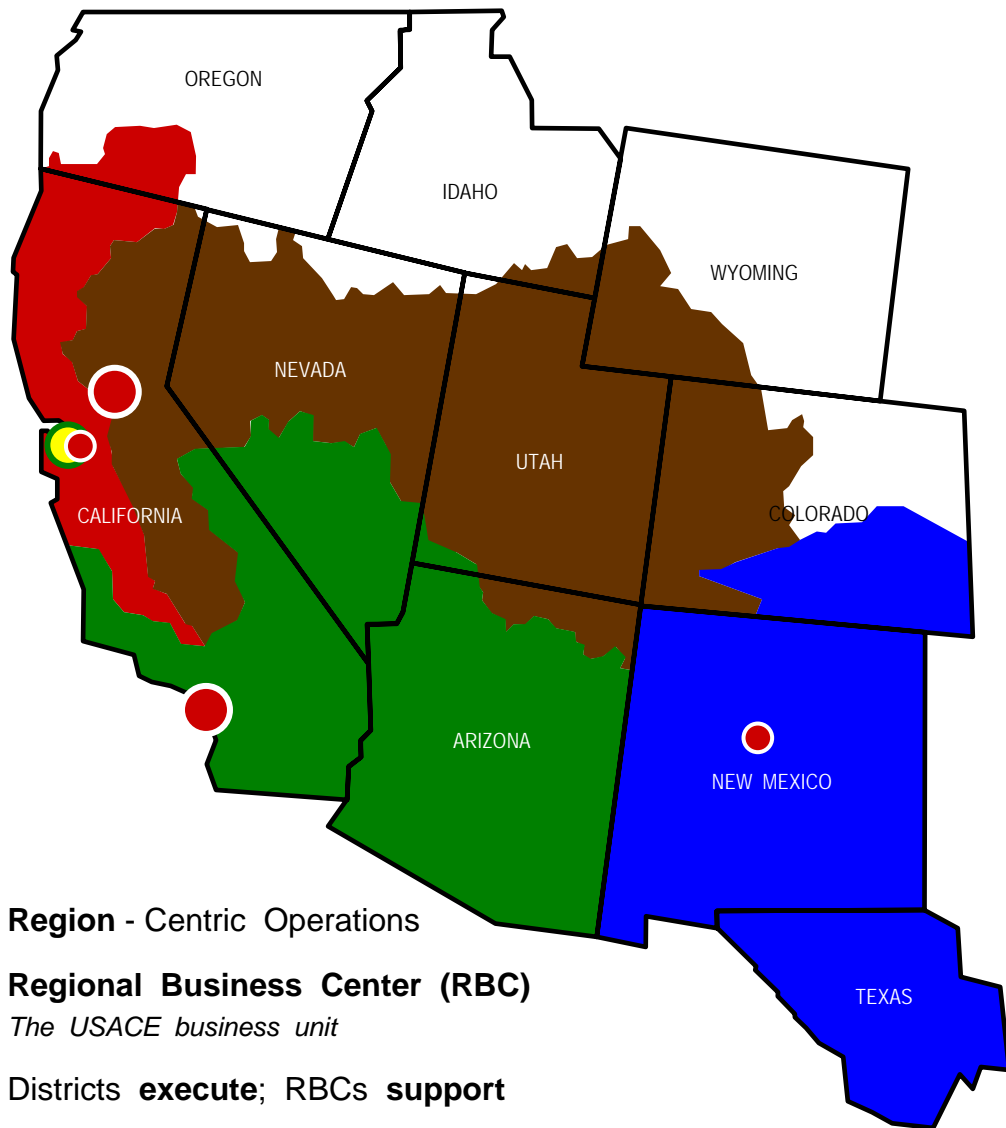 OREGON
IDAHO
WYOMING
NEVADA
UTAH
COLORADO
CALIFORNIA
ARIZONA
NEW MEXICO
TEXAS
Region - Centric Operations
Regional Business Center (RBC)
The USACE business unit
Districts execute; RBCs support